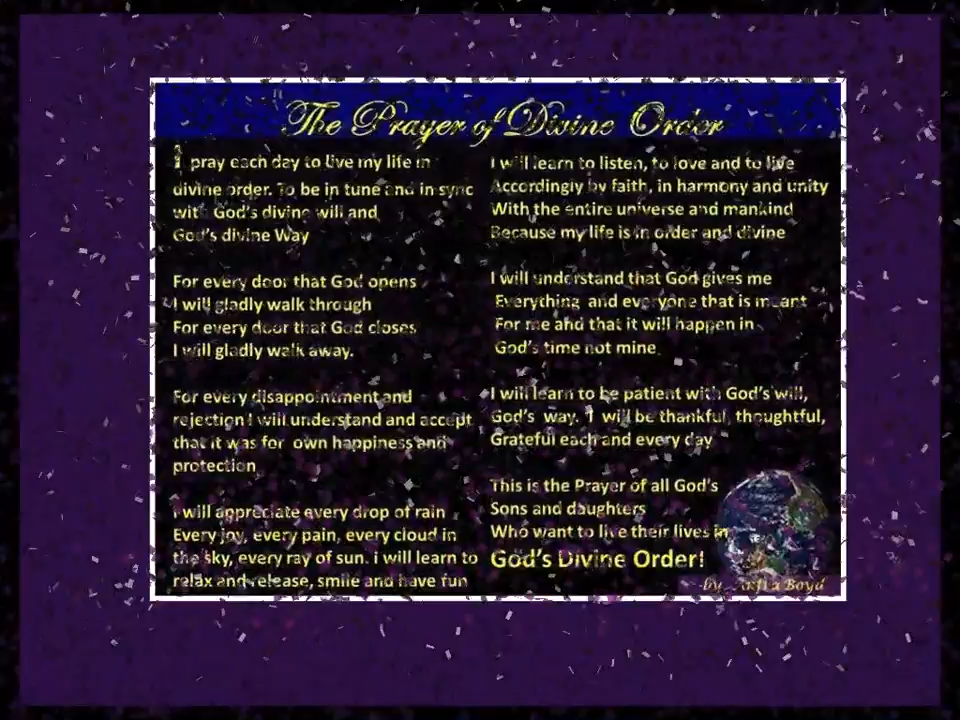 The Prayer of Divine Order
I pray each day to live my life in
divine order. To be in tune and in sync
with God's divine will and
God's divine Way
For every door that God opens
I will gladly walk through
For every door that God closes
I will gladly walk away.
For every disappointment and
rejection I will understand and accept
that it was for own happiness and
protection
I will appreciate every drop of rain
Every joy, every pain, every cloud in
the sky, every ray of sun. i will learn to
relax and release, smile and have fun
I will learn to listen, to love and to live
Accordingly by faith, in harmony and unity
With the entire universe and mankind
Because my life is in order and divine
I will understand that God gives me
Everything and everyone that is meant
For me and that it will happen in
God's time not mine.
I will learn to be patient with God's will,
God's way. I will be thankful, thoughtful,
Grateful each and every day
This is the Prayer of all God's
Sons and daughters
Who want to live their lives in
God's Divine Order!
by Boyd